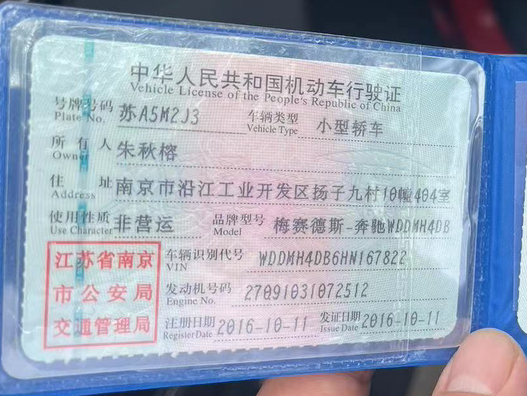 中华人民共和国机动车行驶证
Vehicle License of the People's Republic of China
号牌号码 苏A5M2J3 车辆类型 小型轿车
Plate No. Vehicle Type
所有人 朱秋榕
Owner
住址 南京市沿江工业开发区扬子九村10幢404室
Address
使用性质 非营运 品牌型号 梅赛德斯-奔驰WDDMH4DB
Use Character Model
江苏省南京
市公安局
交通管理局
车辆识别代号 WDDMH4DB6HN167822
VIN
发动机号码 27091031072512
Engine No.
注册日期 2016-10-11 发证日期 2016-10-11
Register Date Issue Date